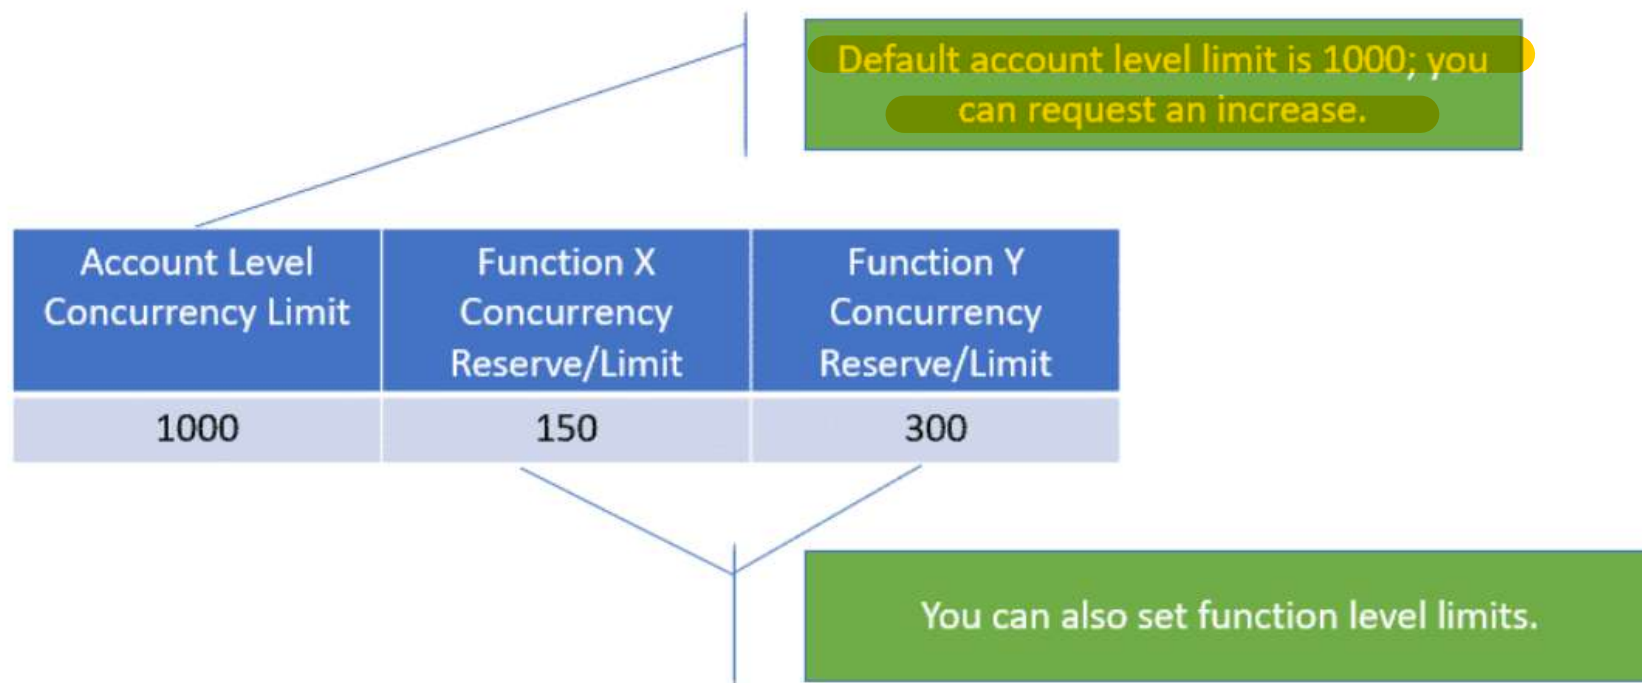 Default account level limit is 1000; you
can request an increase.
Account Level
Concurrency Limit
Function X
Concurrency
Reserve/Limit
Function Y
Concurrency
Reserve/Limit
1000
150
300
You can also set function level limits.